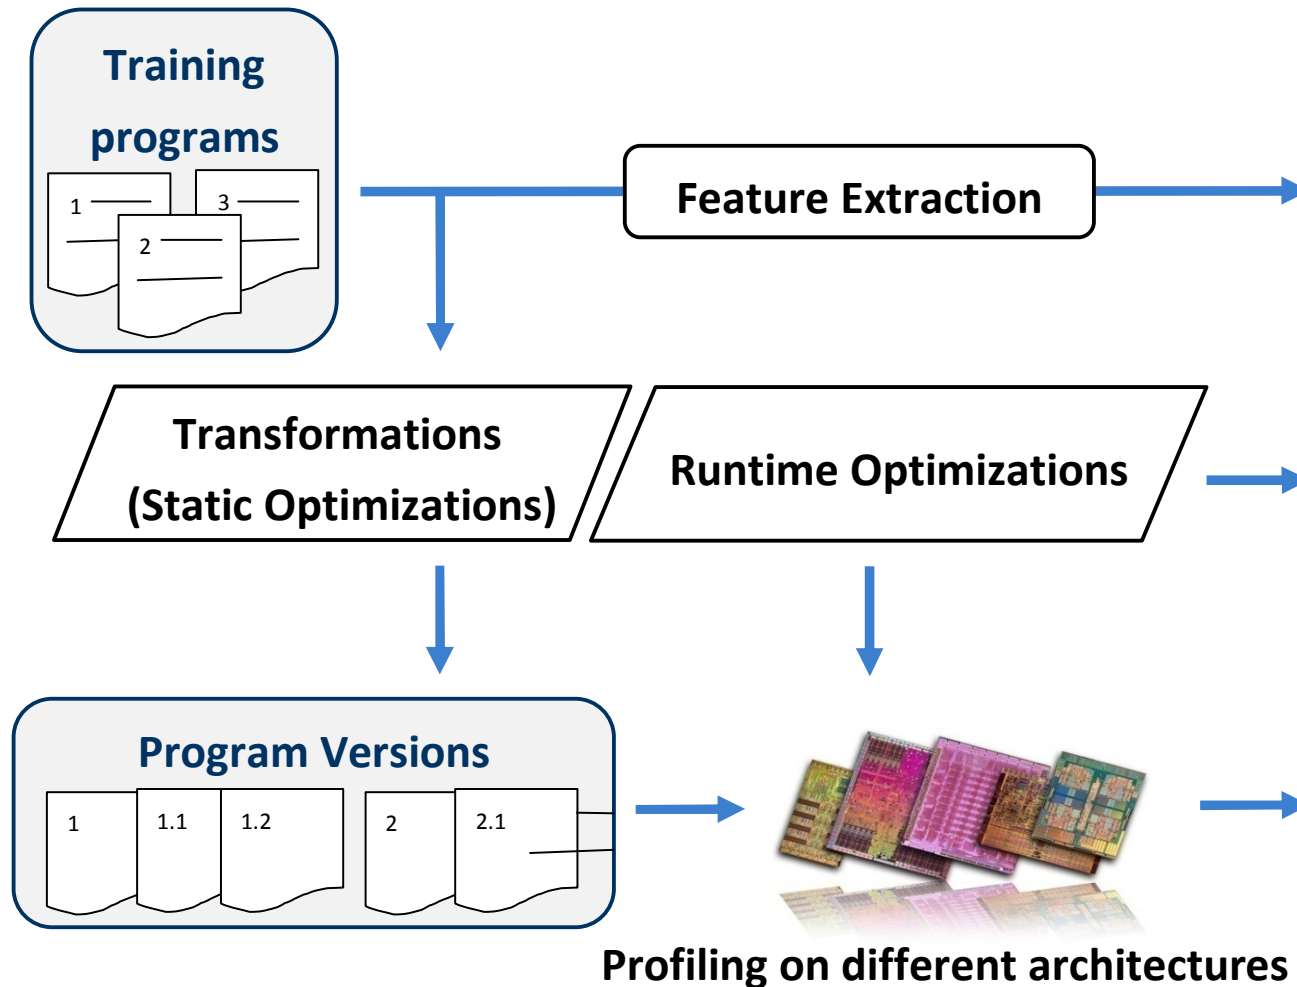 Training
programs
1
3
2
Feature Extraction
Transformations
(Static Optimizations)
Runtime Optimizations
Program Versions
1
1.1
1.2
2
2.1
Profiling on different architectures